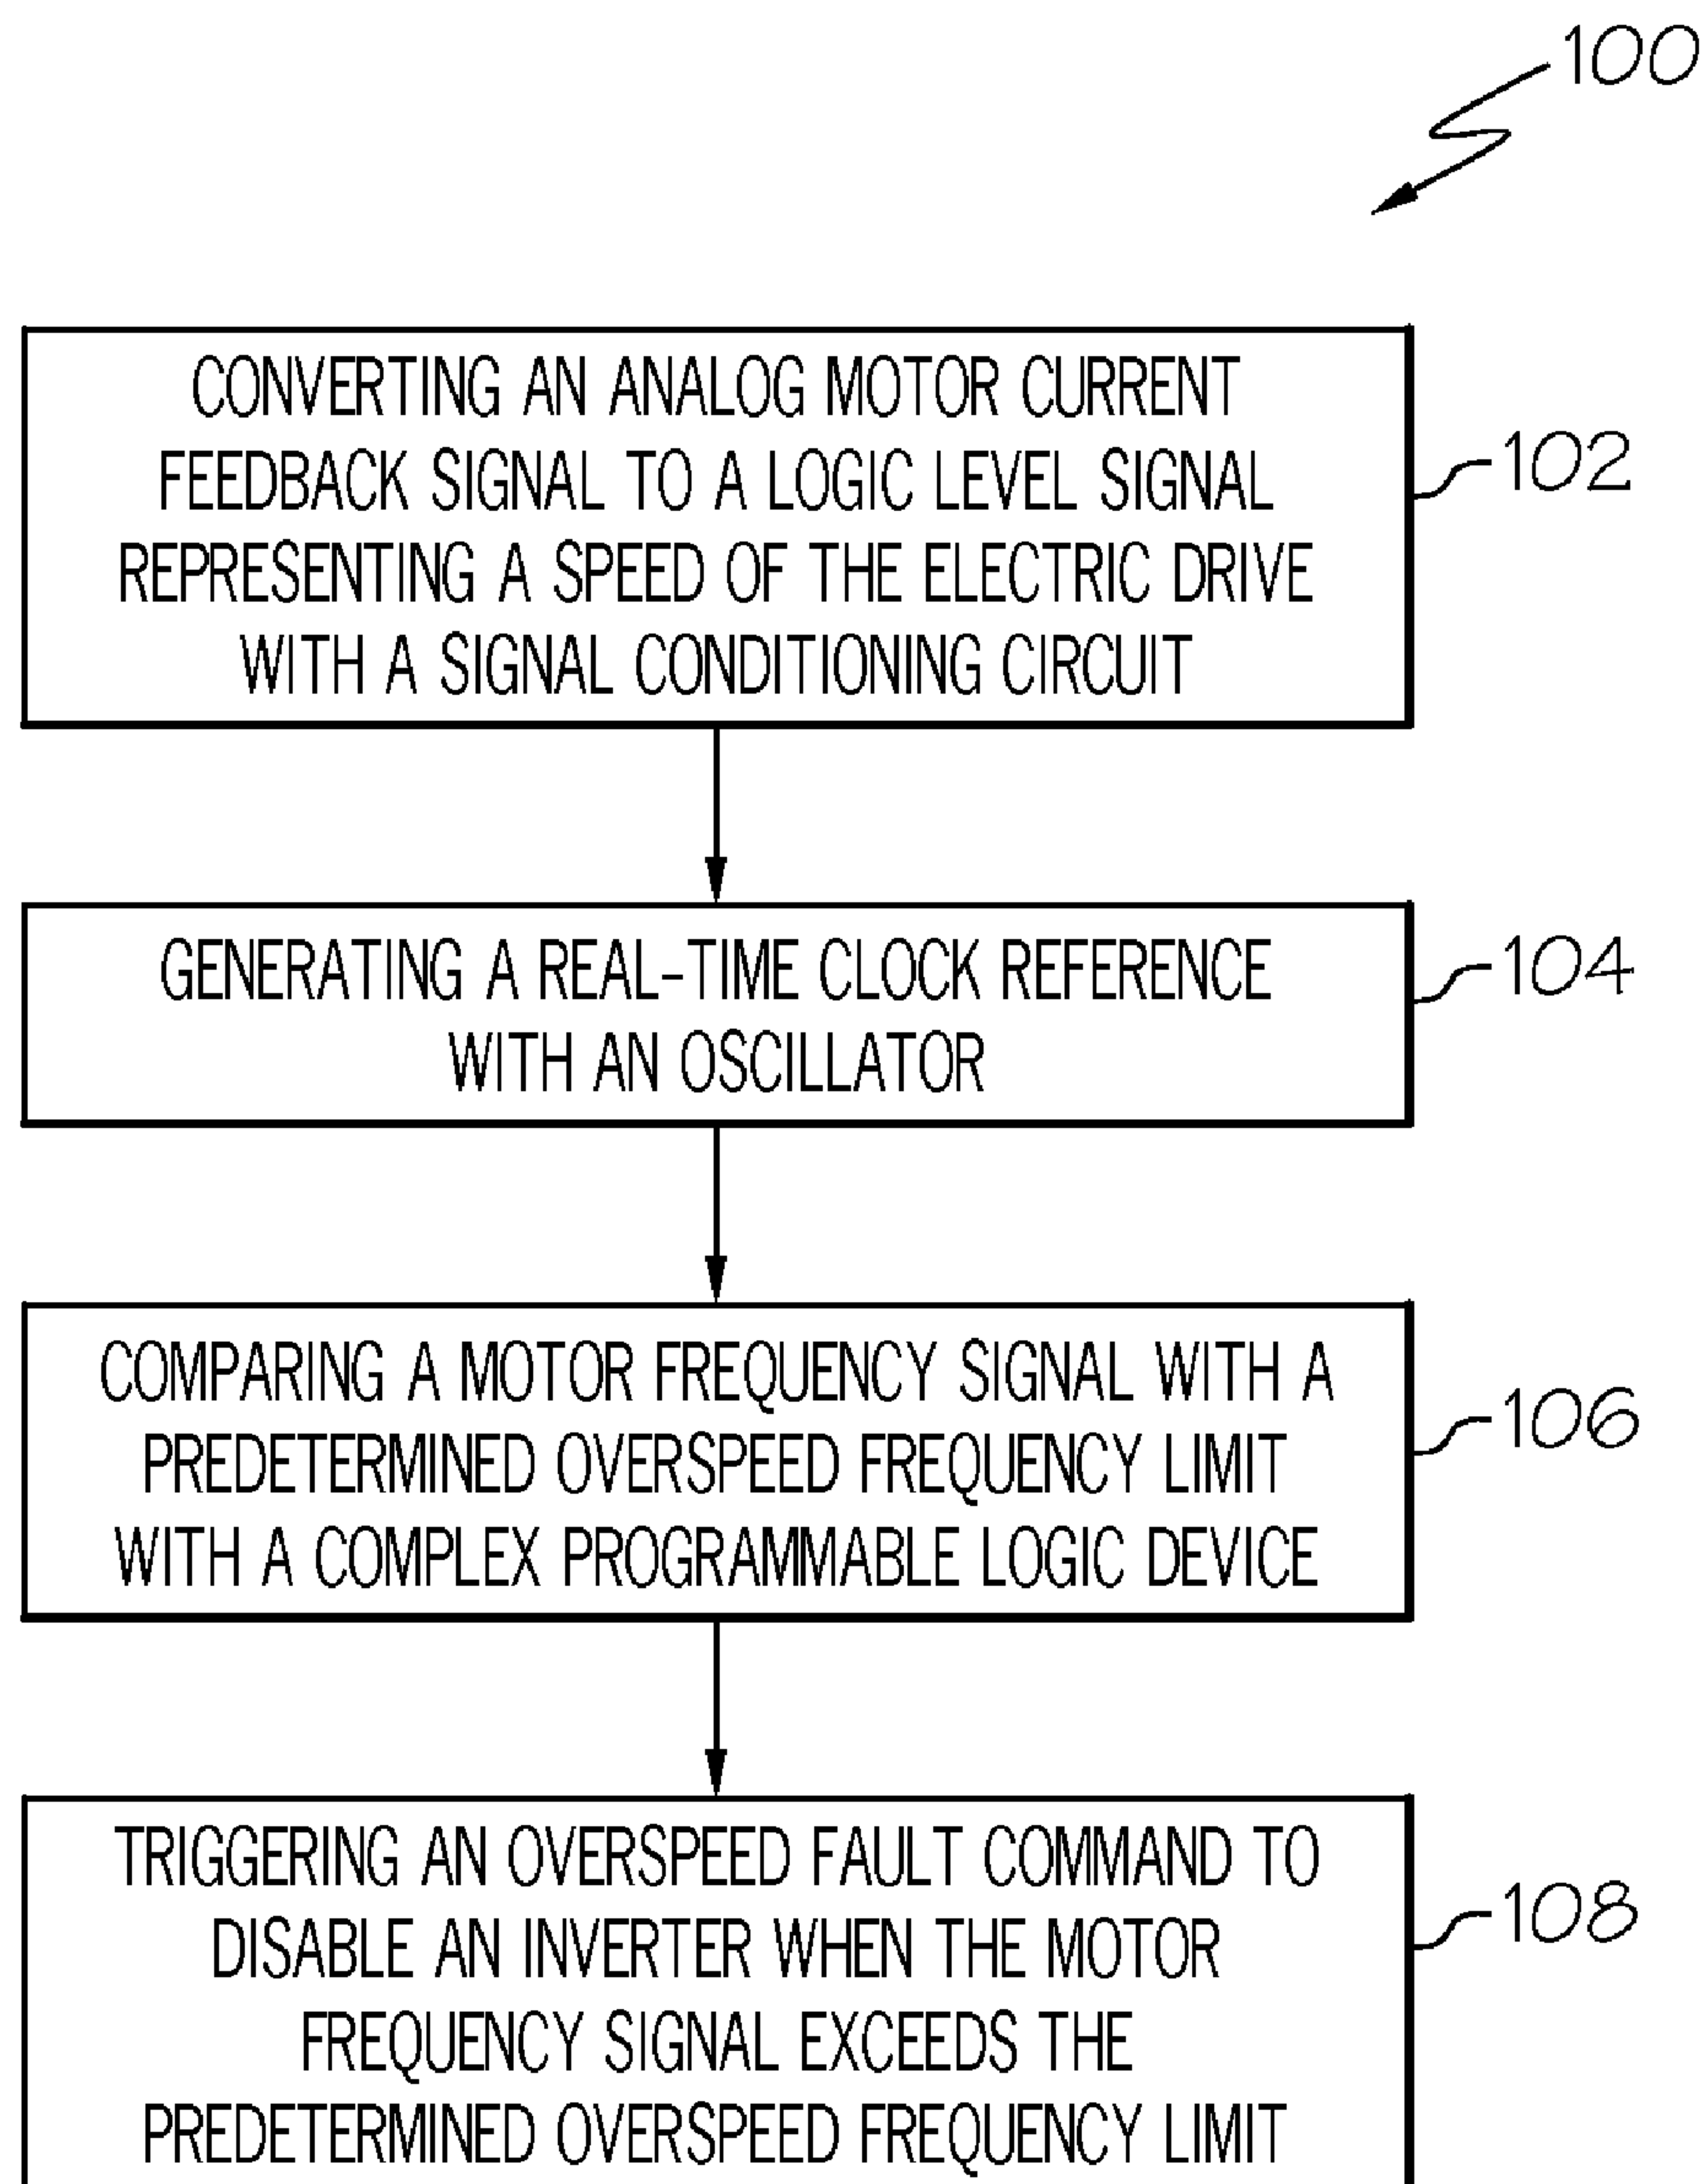 100
CONVERTING AN ANALOG MOTOR CURRENT
FEEDBACK SIGNAL TO A LOGIC LEVEL SIGNAL
REPRESENTING A SPEED OF THE ELECTRIC DRIVE
WITH A SIGNAL CONDITIONING CIRCUIT
102
GENERATING A REAL-TIME CLOCK REFERENCE
WITH AN OSCILLATOR
104
COMPARING A MOTOR FREQUENCY SIGNAL WITH A
PREDETERMINED OVERSPEED FREQUENCY LIMIT
WITH A COMPLEX PROGRAMMABLE LOGIC DEVICE
106
TRIGGERING AN OVERSPEED FAULT COMMAND TO
DISABLE AN INVERTER WHEN THE MOTOR
FREQUENCY SIGNAL EXCEEDS THE
PREDETERMINED OVERSPEED FREQUENCY LIMIT
108